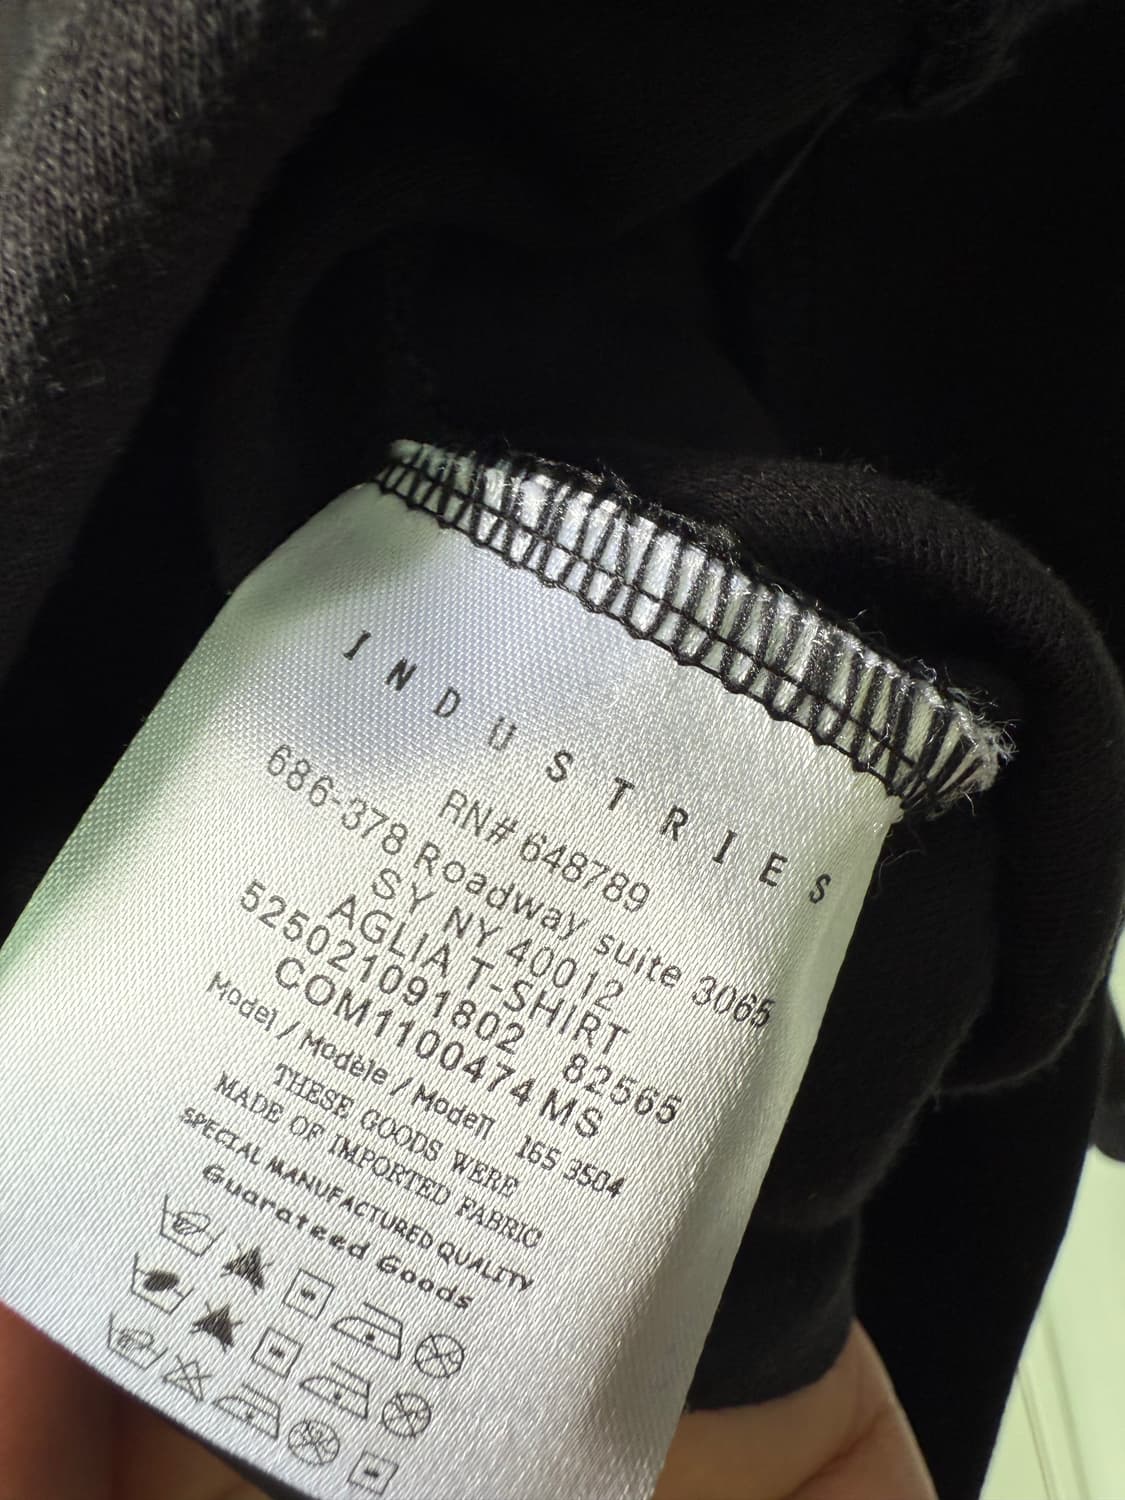 INDUSTRIES
RN# 648789
686-378 Roadway suite 3065
SY NY 40012
AGLIA T-SHIRT
525021091802 82565
COM1100474 MS
Model / Modèle / Modell 165 3504
THESE GOODS WERE
MADE OF IMPORTED FABRIC
SPECIAL MANUFACTURED QUALITY
Guarateed Goods